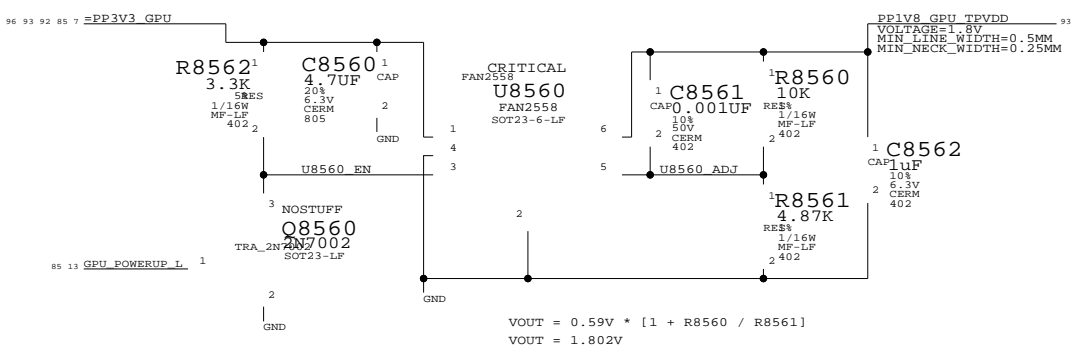 96 93 92 85 7 =PP3V3_GPU
PP1V8_GPU_TPVDD 93
VOLTAGE=1.8V
MIN_LINE_WIDTH=0.5MM
MIN_NECK_WIDTH=0.25MM
R8562 1
3.3K
5%
RES
1/16W
MF-LF
402
2
C8560 1
4.7UF
CAP
20%
6.3V
CERM
805
2
GND
CRITICAL
FAN2558
U8560
FAN2558
SOT23-6-LF
1
4
3
6
5
2
1 C8561
CAP 0.001UF
10%
50V
CERM
402
2
1 R8560
10K
RES
1%
1/16W
MF-LF
402
2
1 C8562
CAP 1uF
10%
6.3V
CERM
402
2
U8560_EN
U8560_ADJ
3 NOSTUFF
Q8560
2N7002
TRA_2N7002
SOT23-LF
85 13 GPU_POWERUP_L 1
2
GND
1 R8561
4.87K
RES
1%
1/16W
MF-LF
402
2
GND
VOUT = 0.59V * [1 + R8560 / R8561]
VOUT = 1.802V